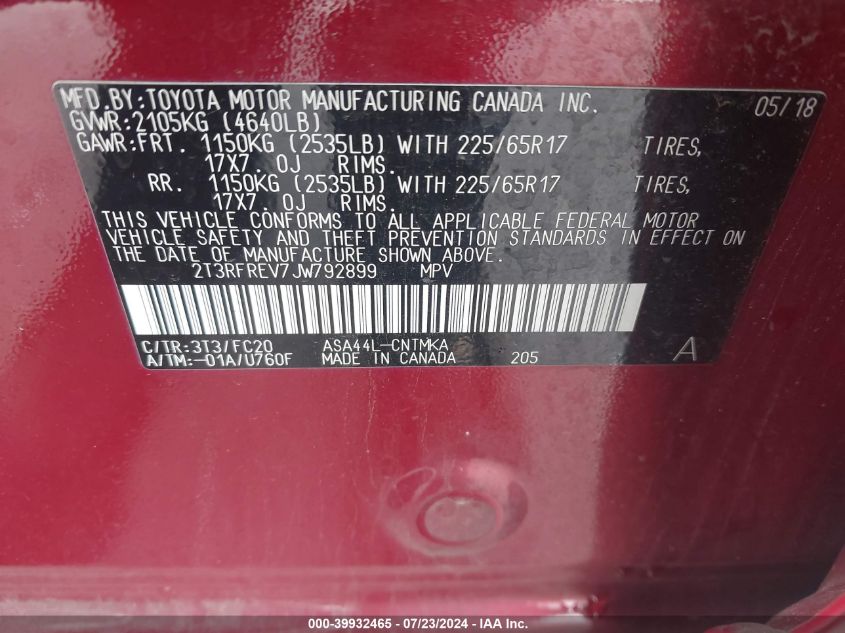 MFD.BY:TOYOTA MOTOR MANUFACTURING CANADA INC. 05/18
GVWR:2105KG (4640LB)
GAWR:FRT. 1150KG (2535LB) WITH 225/65R17 TIRES,
17X7.0J RIMS.
RR. 1150KG (2535LB) WITH 225/65R17 TIRES,
17X7.0J RIMS.
THIS VEHICLE CONFORMS TO ALL APPLICABLE FEDERAL MOTOR
VEHICLE SAFETY AND THEFT PREVENTION STANDARDS IN EFFECT ON
THE DATE OF MANUFACTURE SHOWN ABOVE.
2T3RFREV7JW792899 MPV
C/TR:3T3/FC20 ASA44L-CNTMKA
A/TM:-01A/U760F MADE IN CANADA 205 A
000-39932465 - 07/23/2024 - IAA Inc.